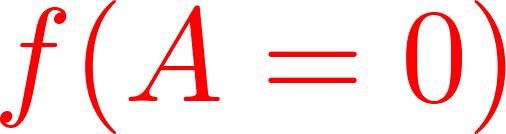 f(A = 0)